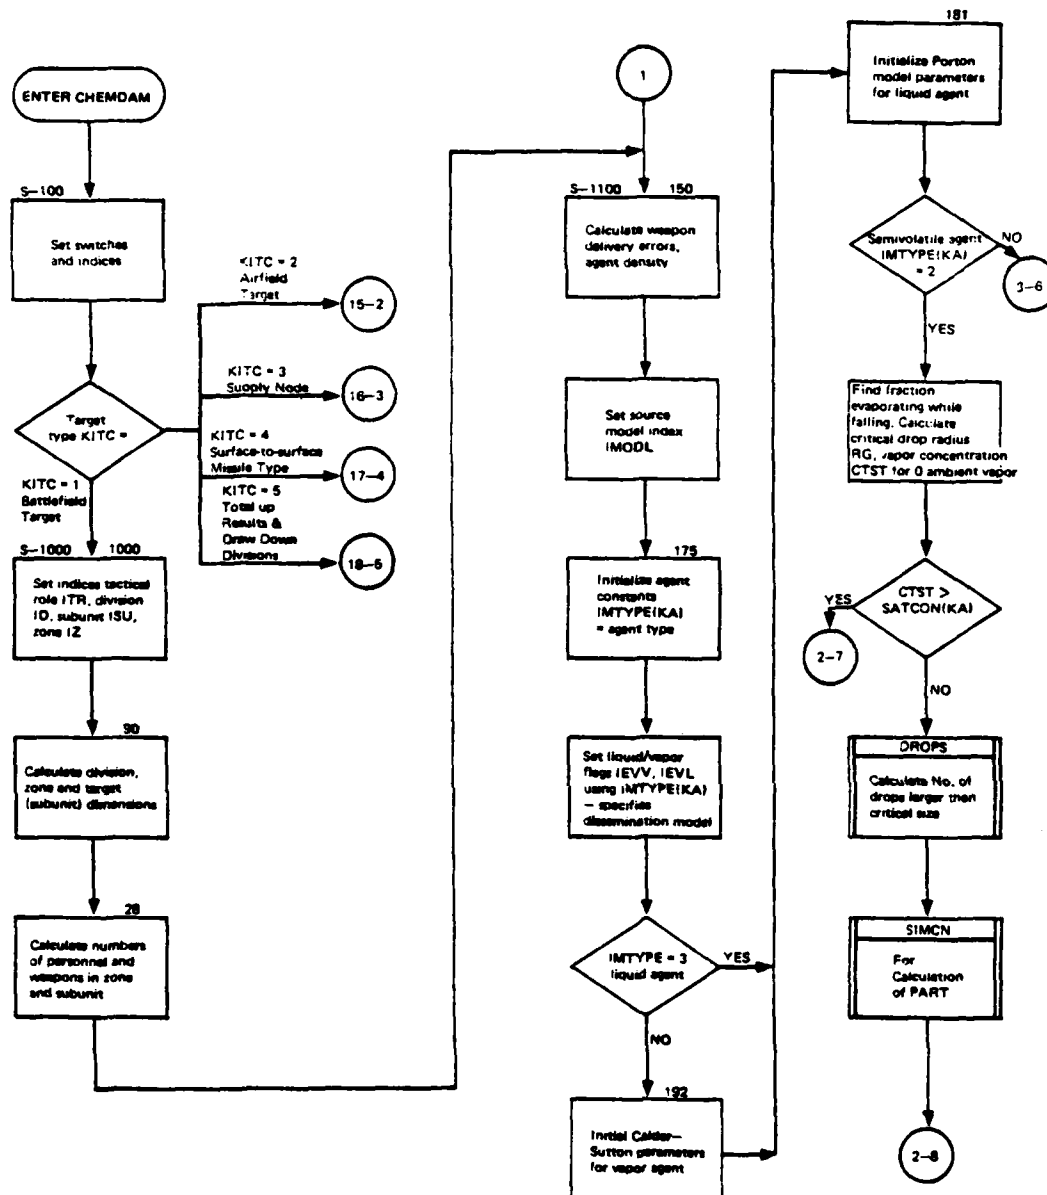 ENTER CHEMDAM
S-100
Set switches
and indices
Target
type KITC =
KITC = 2
Airfield
Target
15-2
KITC = 3
Supply Node
16-3
KITC = 4
Surface-to-surface
Missile Type
17-4
KITC = 5
Total up
Results &
Draw Down
Divisions
18-5
KITC = 1
Battlefield
Target
S-1000 1000
Set indices tactical
role ITR, division
ID, subunit ISU,
zone IZ
90
Calculate division,
zone and target
(subunit) dimensions
28
Calculate numbers
of personnel and
weapons in zone
and subunit
1
S-1100 150
Calculate weapon
delivery errors,
agent density
Set source
model index
IMODL
175
Initialize agent
constants
IMTYPE(KA)
= agent type
Set liquid/vapor
flags IEVV, IEVL
using IMTYPE(KA)
— specifies
dissemination model
IMTYPE = 3
liquid agent
YES
NO
192
Initial Calder-
Sutton parameters
for vapor agent
181
Initialize Porton
model parameters
for liquid agent
Semivolatile agent
IMTYPE(KA)
= 2
NO
3-6
YES
Find fraction
evaporating while
falling. Calculate
critical drop radius
RG, vapor concentration
CTST for 0 ambient vapor
CTST >
SATCON(KA)
YES
2-7
NO
DROPS
Calculate No. of
drops larger then
critical size
SIMCN
For
Calculation
of PART
2-8